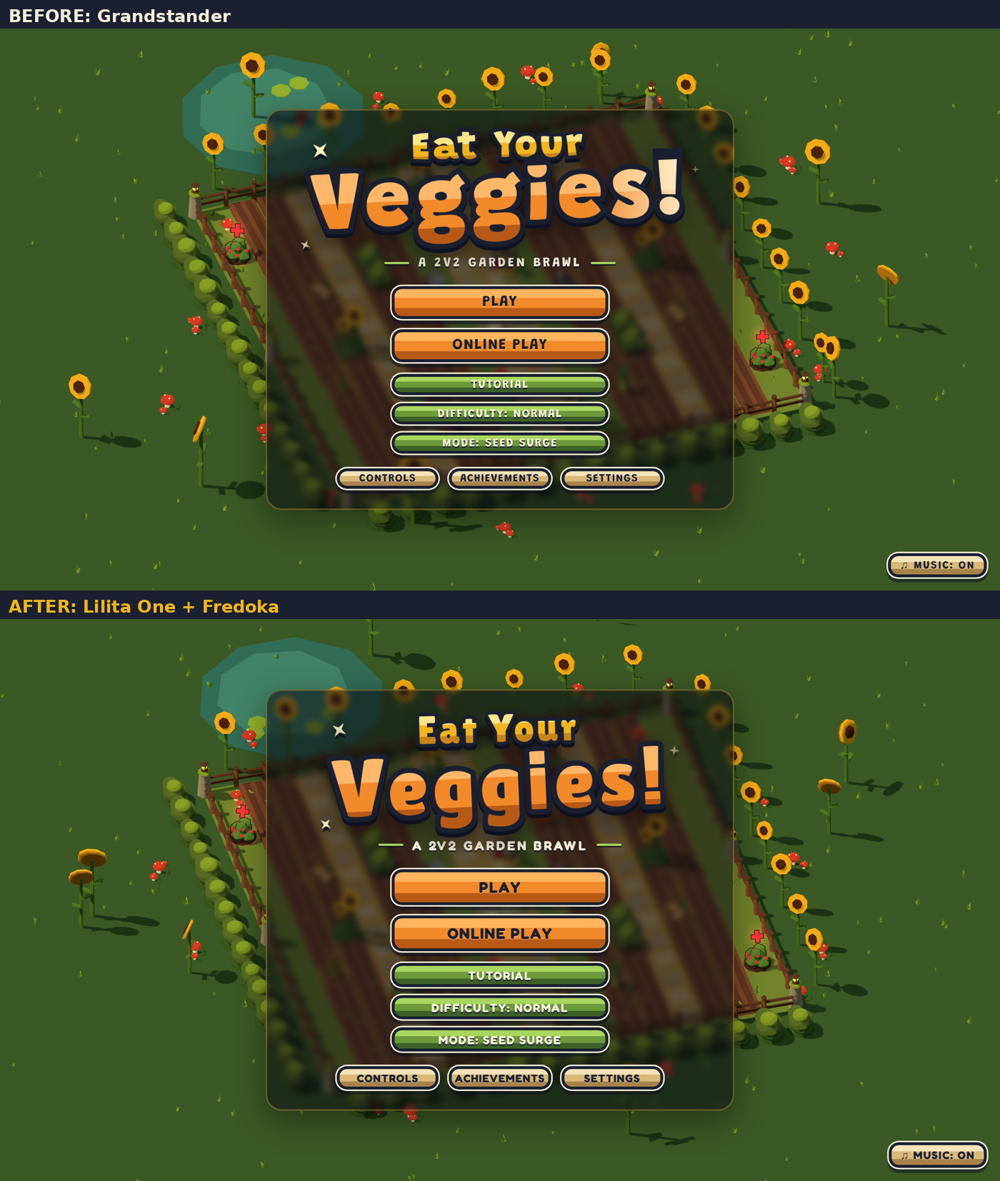 BEFORE: Grandstander
Eat Your
Veggies!
A 2V2 GARDEN BRAWL
PLAY
ONLINE PLAY
TUTORIAL
DIFFICULTY: NORMAL
MODE: SEED SURGE
CONTROLS ACHIEVEMENTS SETTINGS
♫ MUSIC: ON
AFTER: Lilita One + Fredoka
Eat Your
Veggies!
A 2V2 GARDEN BRAWL
PLAY
ONLINE PLAY
TUTORIAL
DIFFICULTY: NORMAL
MODE: SEED SURGE
CONTROLS ACHIEVEMENTS SETTINGS
♫ MUSIC: ON